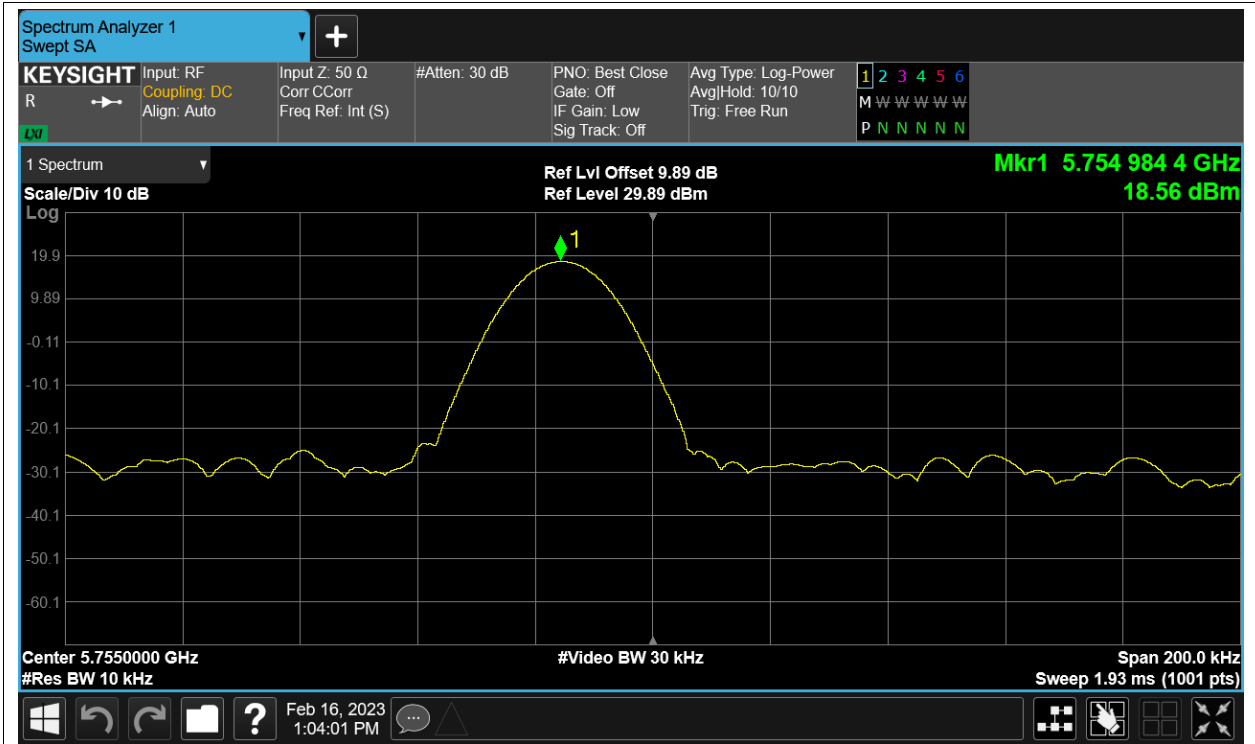 Spectrum Analyzer 1
Swept SA
+
KEYSIGHT Input: RF Input Z: 50 Ω #Atten: 30 dB PNO: Best Close Avg Type: Log-Power 1 2 3 4 5 6
R Coupling: DC Corr CCorr Gate: Off Avg|Hold: 10/10 M W W W W W W
Align: Auto Freq Ref: Int (S) IF Gain: Low Trig: Free Run
LXI Sig Track: Off P N N N N N N
1 Spectrum Ref Lvl Offset 9.89 dB Mkr1 5.754 984 4 GHz
Scale/Div 10 dB Ref Level 29.89 dBm 18.56 dBm
Log
1
19.9
9.89
-0.11
-10.1
-20.1
-30.1
-40.1
-50.1
-60.1
Center 5.7550000 GHz #Video BW 30 kHz Span 200.0 kHz
#Res BW 10 kHz Sweep 1.93 ms (1001 pts)
? Feb 16, 2023
1:04:01 PM